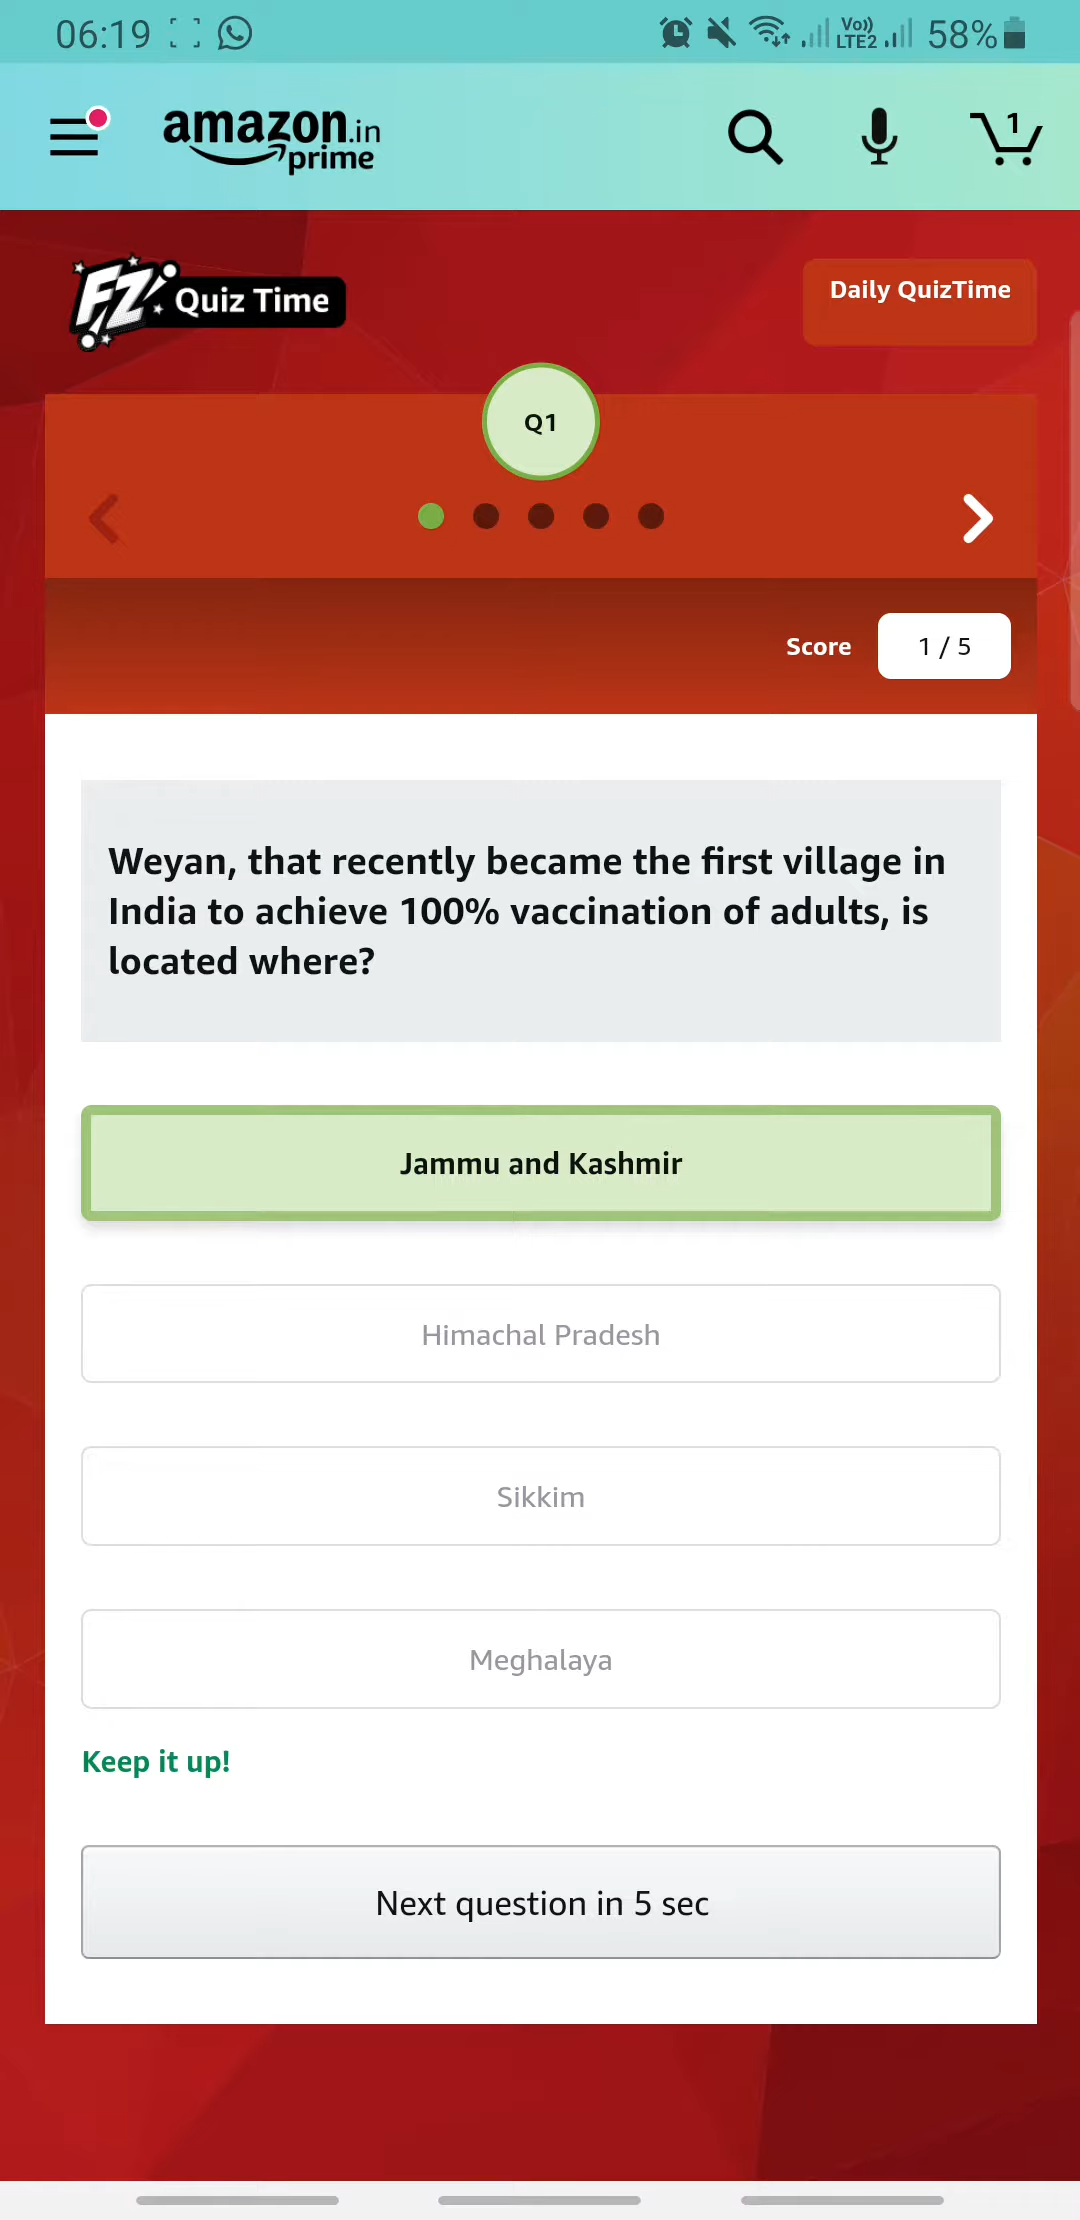 06:19
Vo))
LTE2
58%
amazon.in
prime
1
FZ Quiz Time
Daily QuizTime
Q1
Score
1 / 5
Weyan, that recently became the first village in
India to achieve 100% vaccination of adults, is
located where?
Jammu and Kashmir
Himachal Pradesh
Sikkim
Meghalaya
Keep it up!
Next question in 5 sec